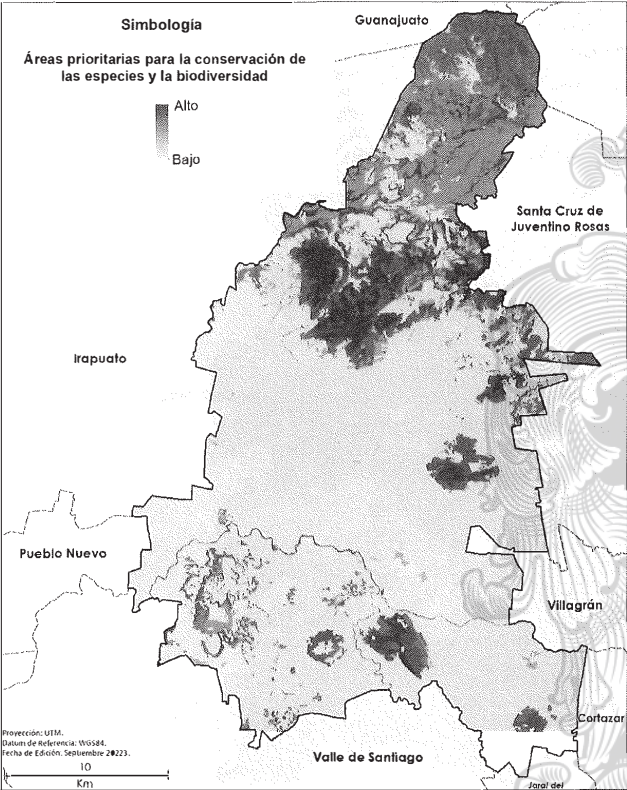 Simbología
Áreas prioritarias para la conservación de
las especies y la biodiversidad
Alto
Bajo
Guanajuato
Santa Cruz de
Juventino Rosas
Irapuato
Pueblo Nuevo
Villagrán
Cortazar
Valle de Santiago
Jaral del
Proyección: UTM.
Datum de Referencia: WGS84.
Fecha de Edición, Septiembre 20223.
10
Km